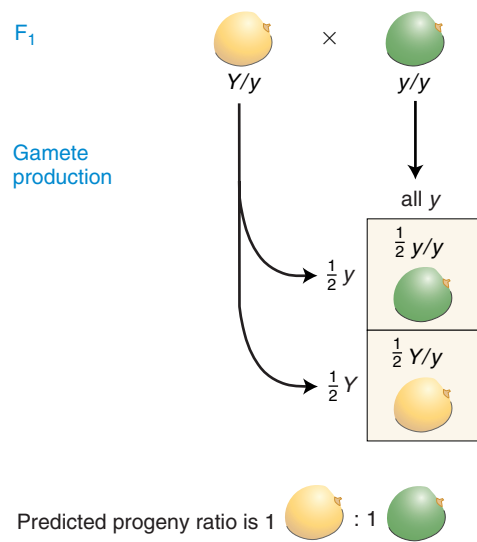 F1 ×
Y/y y/y
Gamete
production
all y
1/2 y/y
1/2 y
1/2 Y/y
1/2 Y
Predicted progeny ratio is 1 : 1